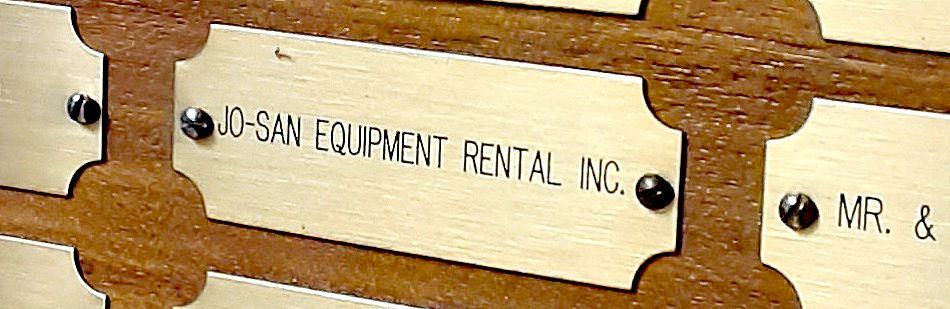 JO-SAN EQUIPMENT RENTAL INC.
MR. &